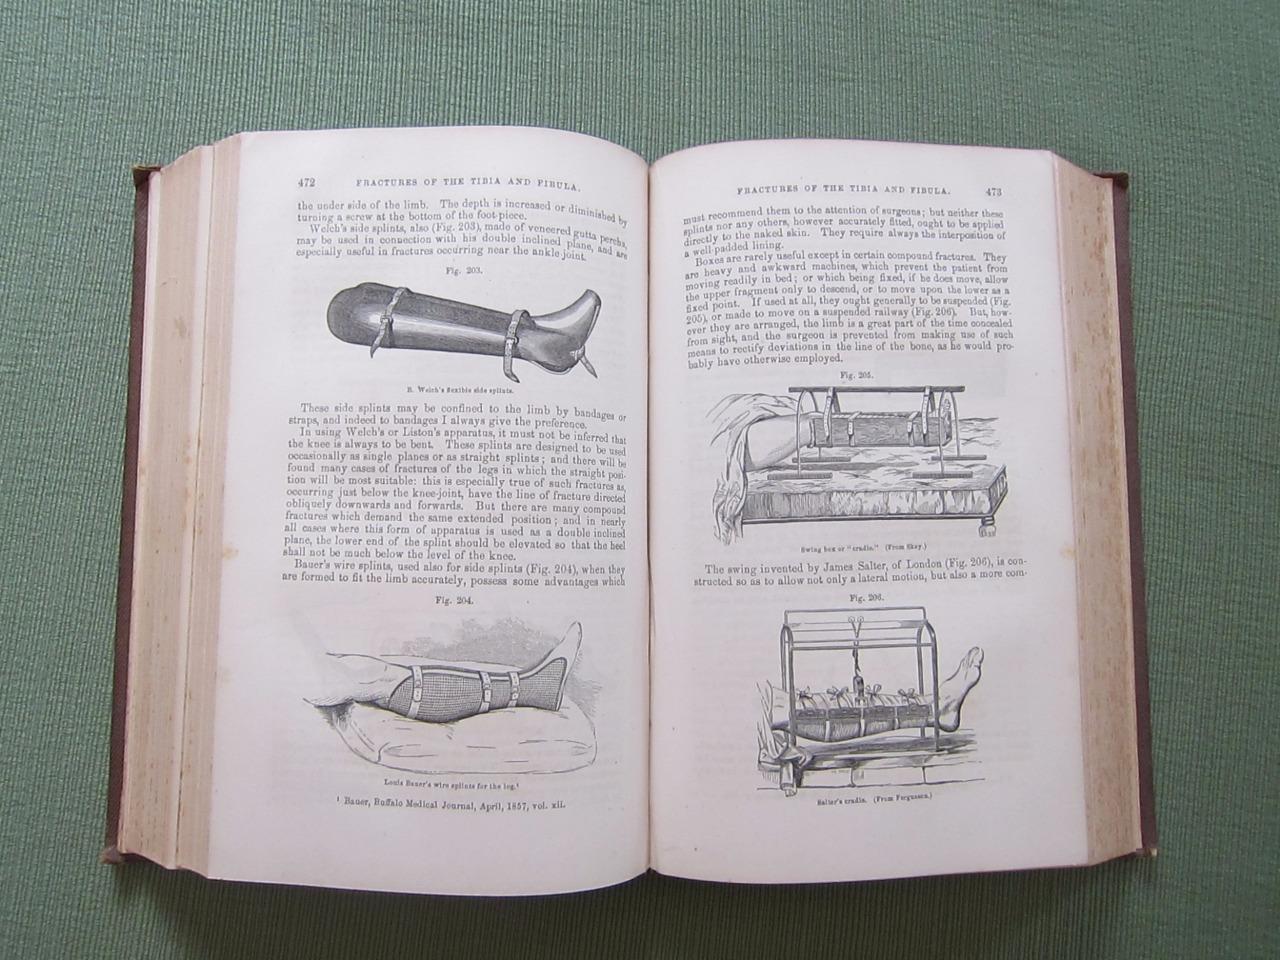 472 FRACTURES OF THE TIBIA AND FIBULA.
the under side of the limb. The depth is increased or diminished by
turning a screw at the bottom of the foot-piece.
Welch's side splints, also (Fig. 203), made of veneered gutta percha,
may be used in connection with his double inclined plane, and are
especially useful in fractures occurring near the ankle joint.
Fig. 203.
B. Welch's flexible side splints.
These side splints may be confined to the limb by bandages or
straps, and indeed to bandages I always give the preference.
In using Welch's or Liston's apparatus, it must not be inferred that
the knee is always to be bent. These splints are designed to be used
occasionally as single planes or as straight splints; and there will be
found many cases of fractures of the legs in which the straight posi-
tion will be most suitable: this is especially true of such fractures as,
occurring just below the knee-joint, have the line of fracture directed
obliquely downwards and forwards. But there are many compound
fractures which demand the same extended position; and in nearly
all cases where this form of apparatus is used as a double inclined
plane, the lower end of the splint should be elevated so that the heel
shall not be much below the level of the knee.
Bauer's wire splints, used also for side splints (Fig. 204), when they
are formed to fit the limb accurately, possess some advantages which
Fig. 204.
Louis Bauer's wire splints for the leg.¹
¹ Bauer, Buffalo Medical Journal, April, 1857, vol. xii.
FRACTURES OF THE TIBIA AND FIBULA. 473
must recommend them to the attention of surgeons; but neither these
splints nor any others, however accurately fitted, ought to be applied
directly to the naked skin. They require always the interposition of
a well-padded lining.
Boxes are rarely useful except in certain compound fractures. They
are heavy and awkward machines, which prevent the patient from
moving readily in bed; or which being fixed, if he does move, allow
the upper fragment only to descend, or to move upon the lower as a
fixed point. If used at all, they ought generally to be suspended (Fig.
205), or made to move on a suspended railway (Fig. 206). But, how-
ever they are arranged, the limb is a great part of the time concealed
from sight, and the surgeon is prevented from making use of such
means to rectify deviations in the line of the bone, as he would pro-
bably have otherwise employed.
Fig. 205.
Swing box or "cradle." (From Skey.)
The swing invented by James Salter, of London (Fig. 206), is con-
structed so as to allow not only a lateral motion, but also a more com-
Fig. 206.
Salter's cradle. (From Fergusson.)